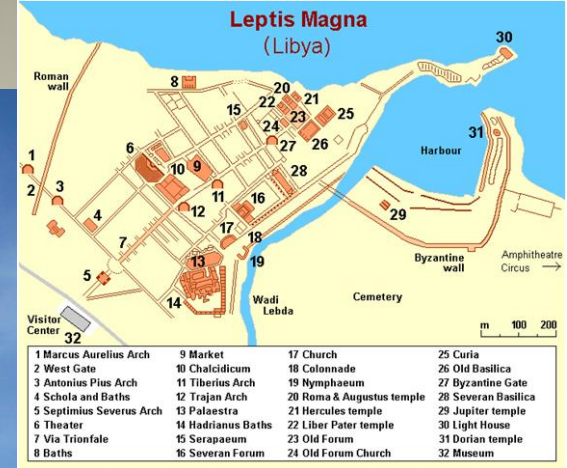 Leptis Magna
(Libya)
30
Roman
wall
8
20
21
22
23
25
15
24
26
27
31
6
Harbour
1
10
9
2
3
11
28
12
16
4
29
7
17
18
13
19
Byzantine
wall
Amphitheatre
Circus →
5
14
Wadi
Lebda
Cemetery
Visitor
Center
32
m 100 200
1 Marcus Aurelius Arch
2 West Gate
3 Antonius Pius Arch
4 Schola and Baths
5 Septimius Severus Arch
6 Theater
7 Via Trionfale
8 Baths
9 Market
10 Chalcidicum
11 Tiberius Arch
12 Trajan Arch
13 Palaestra
14 Hadrianus Baths
15 Serapaeum
16 Severan Forum
17 Church
18 Colonnade
19 Nymphaeum
20 Roma & Augustus temple
21 Hercules temple
22 Liber Pater temple
23 Old Forum
24 Old Forum Church
25 Curia
26 Old Basilica
27 Byzantine Gate
28 Severan Basilica
29 Jupiter temple
30 Light House
31 Dorian temple
32 Museum